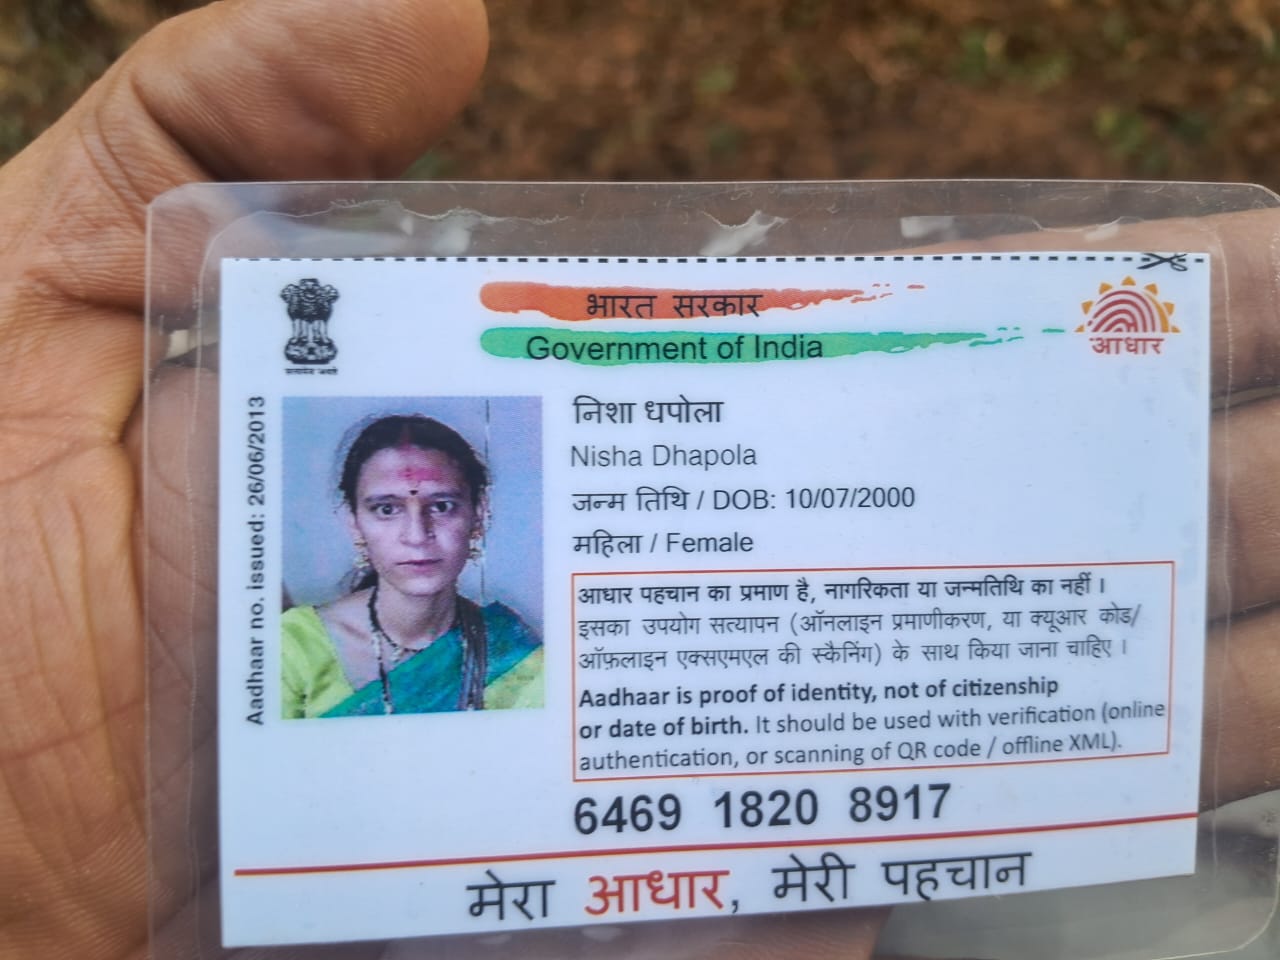 भारत सरकार
Government of India
आधार
Aadhaar no. issued: 26/06/2013
निशा धपोला
Nisha Dhapola
जन्म तिथि / DOB: 10/07/2000
महिला / Female
आधार पहचान का प्रमाण है, नागरिकता या जन्मतिथि का नहीं ।
इसका उपयोग सत्यापन (ऑनलाइन प्रमाणीकरण, या क्यूआर कोड/
ऑफ़लाइन एक्सएमएल की स्कैनिंग) के साथ किया जाना चाहिए ।
Aadhaar is proof of identity, not of citizenship
or date of birth. It should be used with verification (online
authentication, or scanning of QR code / offline XML).
6469 1820 8917
मेरा आधार, मेरी पहचान